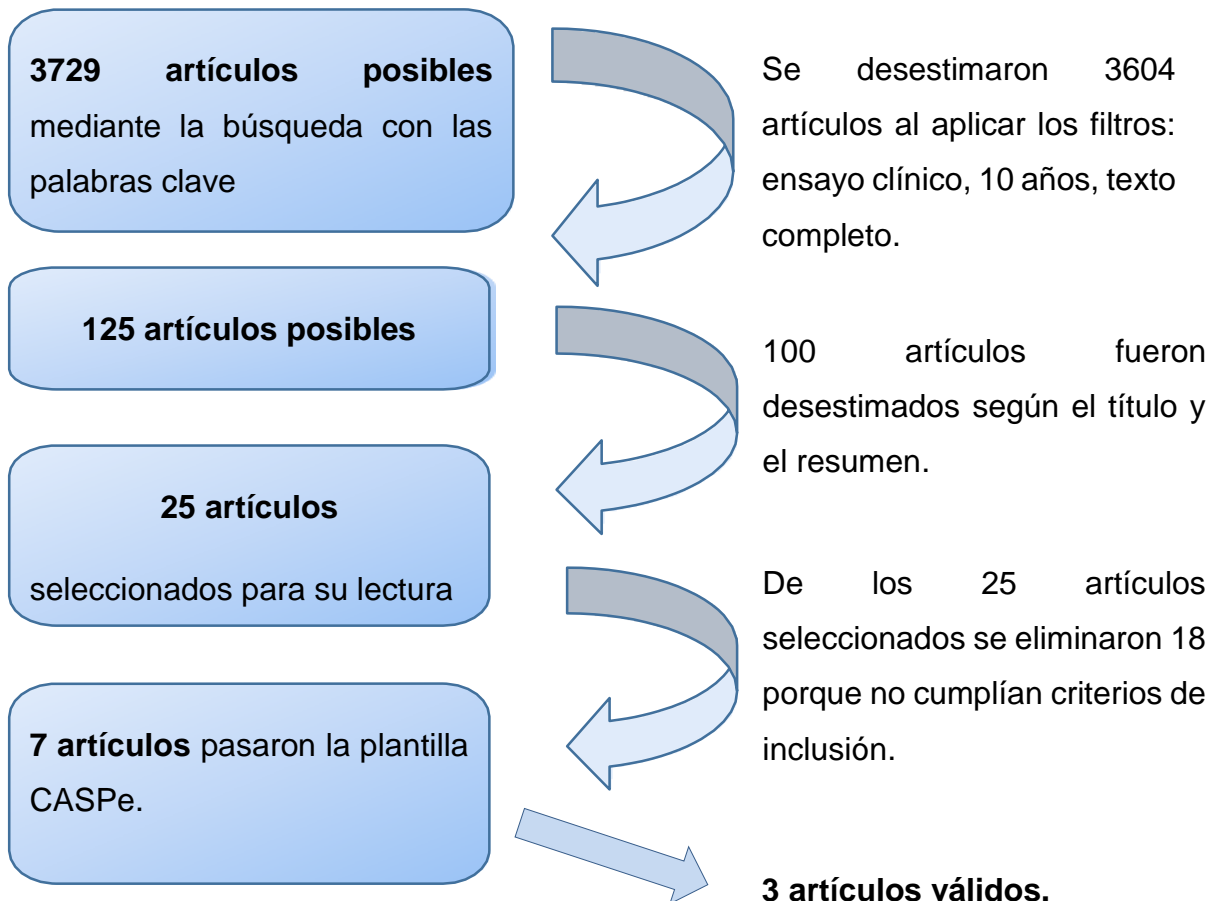 3729 artículos posibles
mediante la búsqueda con las
palabras clave
Se desestimaron 3604
artículos al aplicar los filtros:
ensayo clínico, 10 años, texto
completo.
125 artículos posibles
100 artículos fueron
desestimados según el título y
el resumen.
25 artículos
seleccionados para su lectura
De los 25 artículos
seleccionados se eliminaron 18
porque no cumplían criterios de
inclusión.
7 artículos pasaron la plantilla
CASPe.
3 artículos válidos.